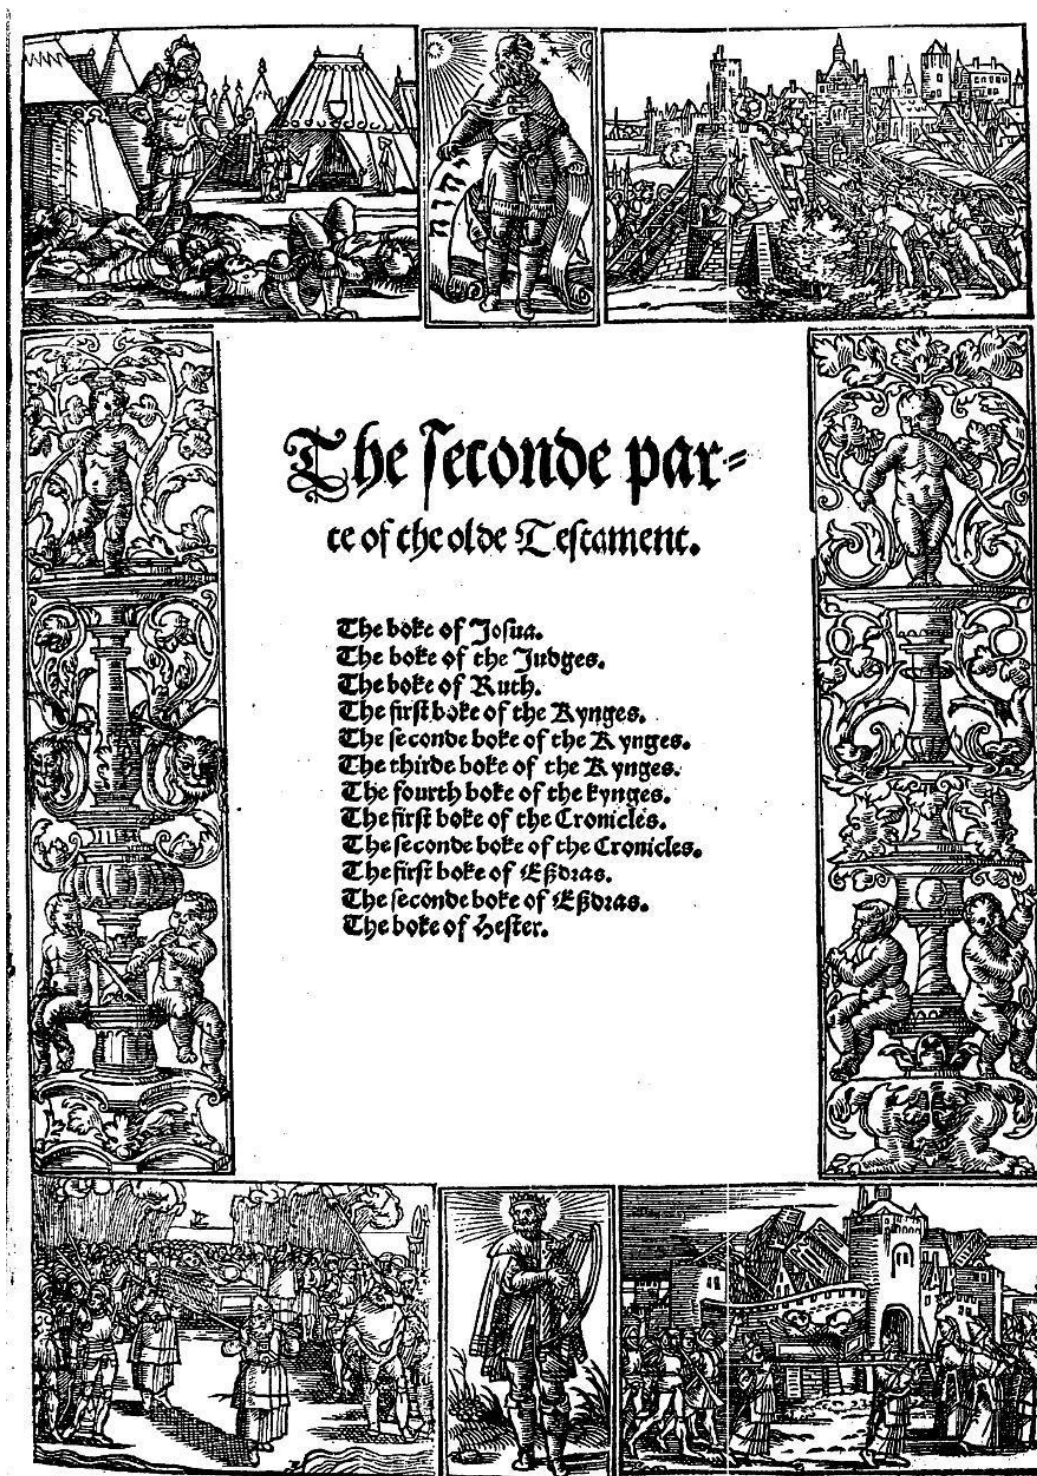 יהוה
The seconde par=
te of the olde Testament.
The boke of Josua.
The boke of the Judges.
The boke of Ruth.
The first boke of the Kynges.
The seconde boke of the Kynges.
The thirde boke of the Kynges.
The fourth boke of the kynges.
The first boke of the Cronicles.
The seconde boke of the Cronicles.
The first boke of Eßdras.
The seconde boke of Eßdras.
The boke of Hester.